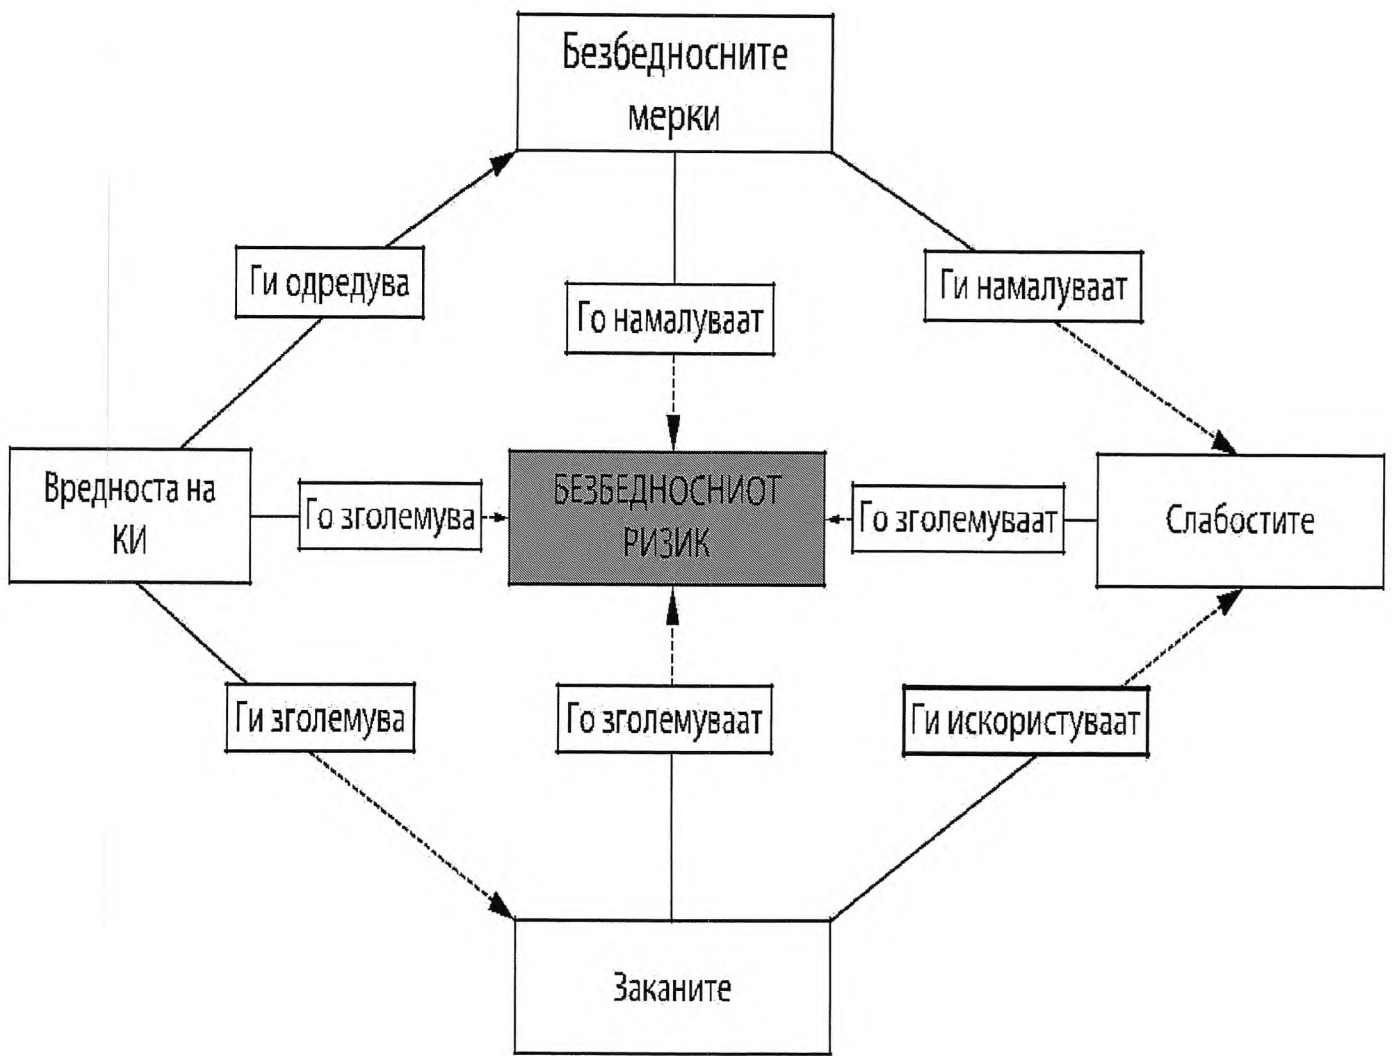 Безбедносните
мерки
Ги одредува
Го намалуваат
Ги намалуваат
Вредноста на
КИ
Го зголемува
БЕЗБЕДНОСНИОТ
РИЗИК
Го зголемуваат
Слабостите
Ги зголемува
Го зголемуваат
Ги искористуваат
Заканите